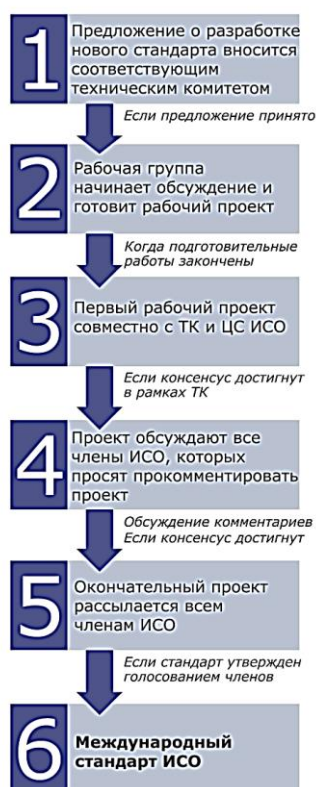 1
Предложение о разработке
нового стандарта вносится
соответствующим
техническим комитетом
Если предложение принято
2
Рабочая группа
начинает обсуждение и
готовит рабочий проект
Когда подготовительные
работы закончены
3
Первый рабочий проект
совместно с ТК и ЦС ИСО
Если консенсус достигнут
в рамках ТК
4
Проект обсуждают все
члены ИСО, которых
просят прокомментировать
проект
Обсуждение комментариев
Если консенсус достигнут
5
Окончательный проект
рассылается всем
членам ИСО
Если стандарт утвержден
голосованием членов
6
Международный
стандарт ИСО